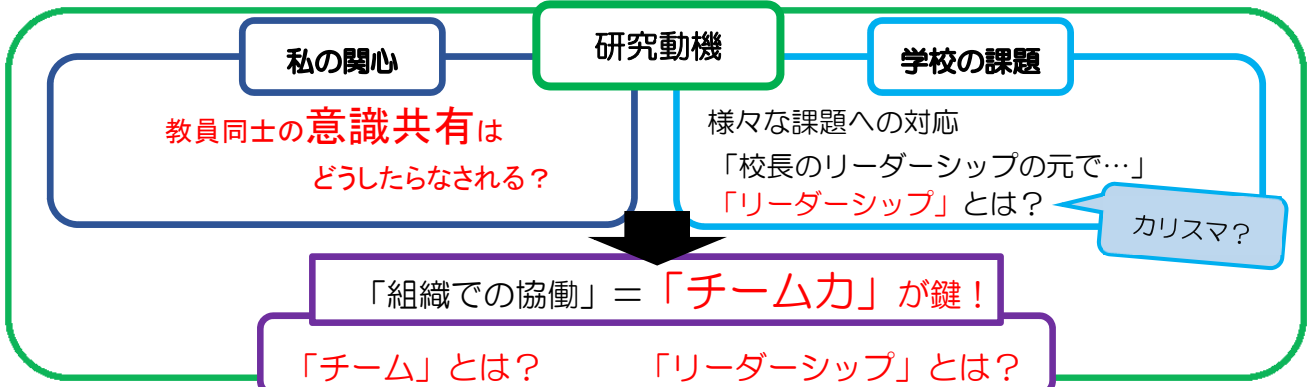 研究動機
私の関心
教員同士の意識共有は
どうしたらなされる？
学校の課題
様々な課題への対応
「校長のリーダーシップの元で…」
「リーダーシップ」とは？
カリスマ？
「組織での協働」＝「チーム力」が鍵！
「チーム」とは？
「リーダーシップ」とは？